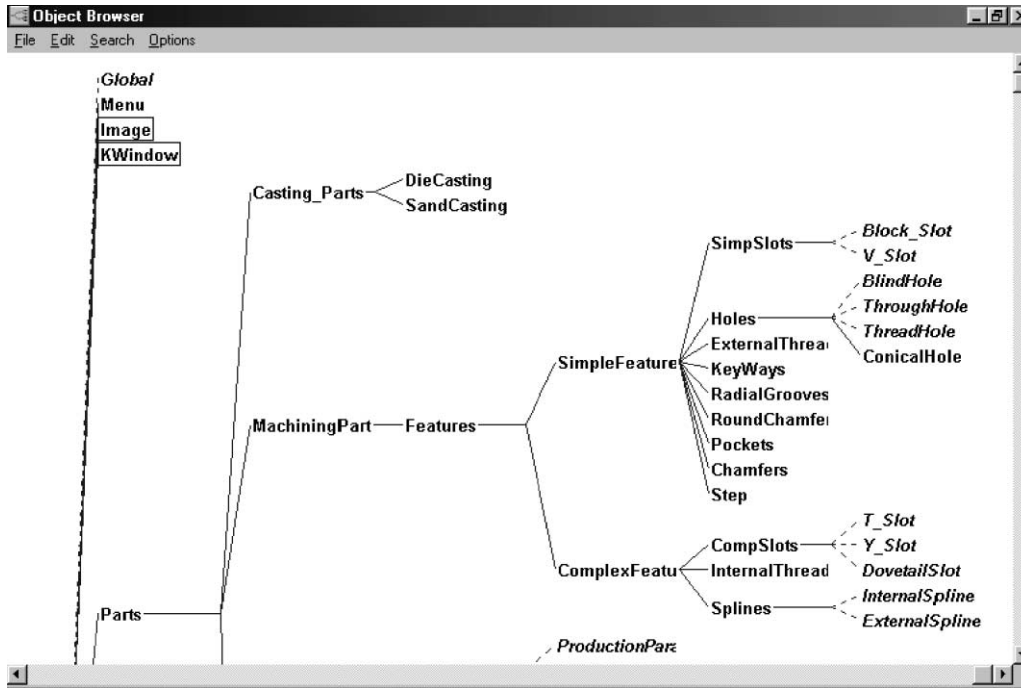 Object Browser
File Edit Search Options
Global
Menu
Image
KWindow
Casting_Parts
DieCasting
SandCasting
SimpSlots
Block_Slot
V_Slot
BlindHole
Holes
ThroughHole
ThreadHole
ExternalThrea
ConicalHole
SimpleFeature
KeyWays
RadialGrooves
RoundChamfe
MachiningPart
Features
Pockets
Chamfers
Step
T_Slot
CompSlots
Y_Slot
ComplexFeatu
InternalThread
DovetailSlot
InternalSpline
Splines
Parts
ExternalSpline
ProductionPara